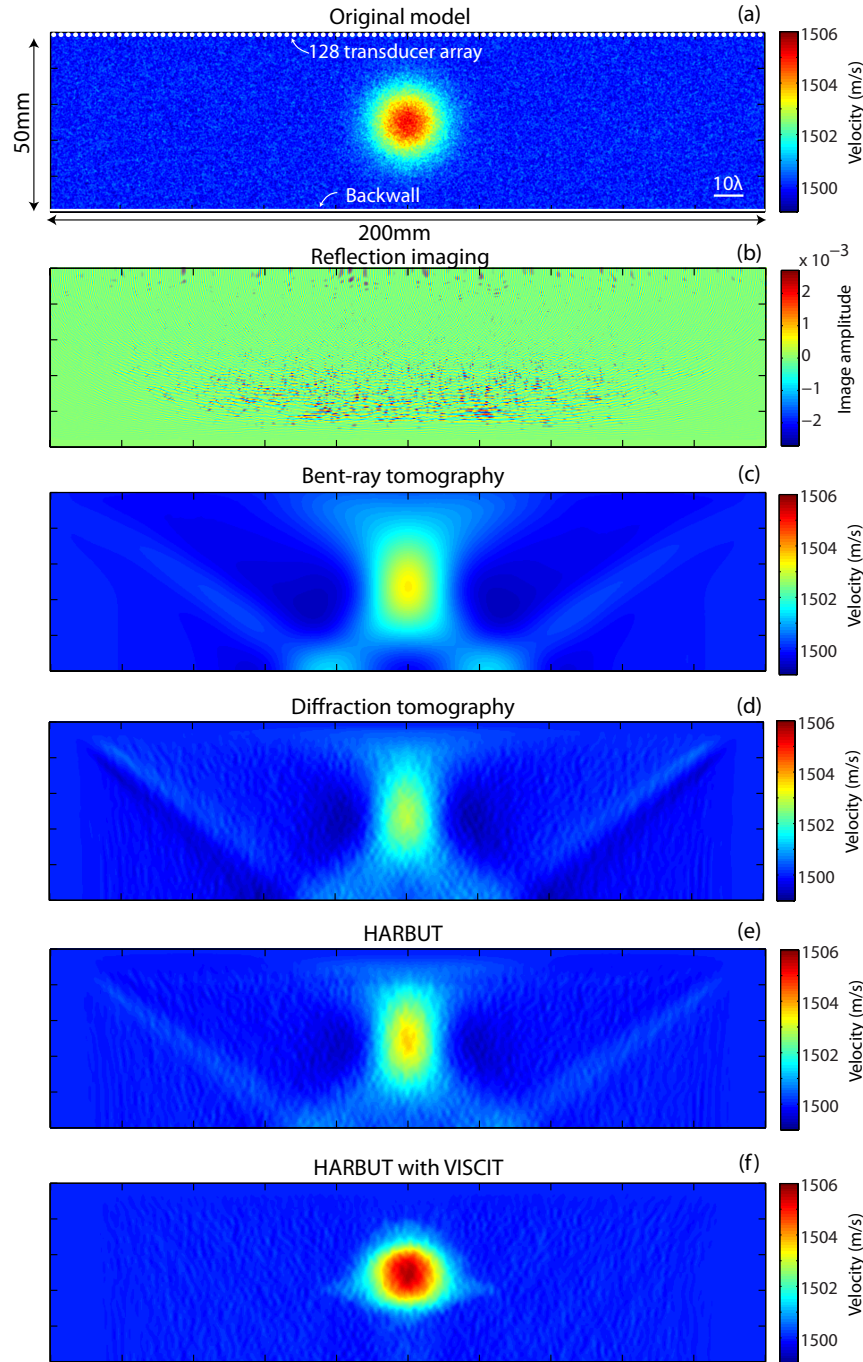 Original model
(a)
128 transducer array
50mm
Backwall
10λ
200mm
1506
1504
1502
1500
Velocity (m/s)
Reflection imaging
(b)
x 10⁻³
2
1
0
−1
−2
Image amplitude
Bent-ray tomography
(c)
1506
1504
1502
1500
Velocity (m/s)
Diffraction tomography
(d)
1506
1504
1502
1500
Velocity (m/s)
HARBUT
(e)
1506
1504
1502
1500
Velocity (m/s)
HARBUT with VISCIT
(f)
1506
1504
1502
1500
Velocity (m/s)